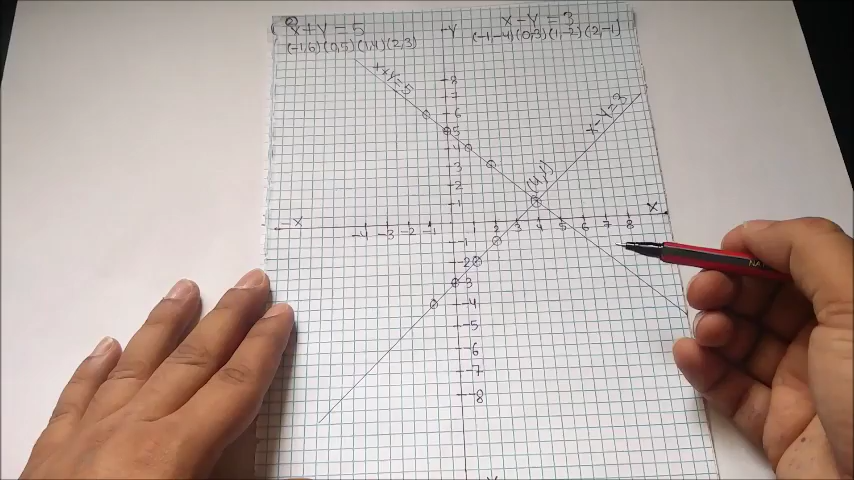 ② x+y=5 x-y=3
(-1,6)(0,5)(1,4)(2,3) -Y (-1,-4)(0,3)(1,-2)(2,-1)
8
x+y=5 7
6 x-y=3
5
4
3
2
1 X
-X -4 -3 -2 -1 1 2 3 4 5 6 7 8
-1
-2
-3
-4
-5
-6
-7
-8
NA